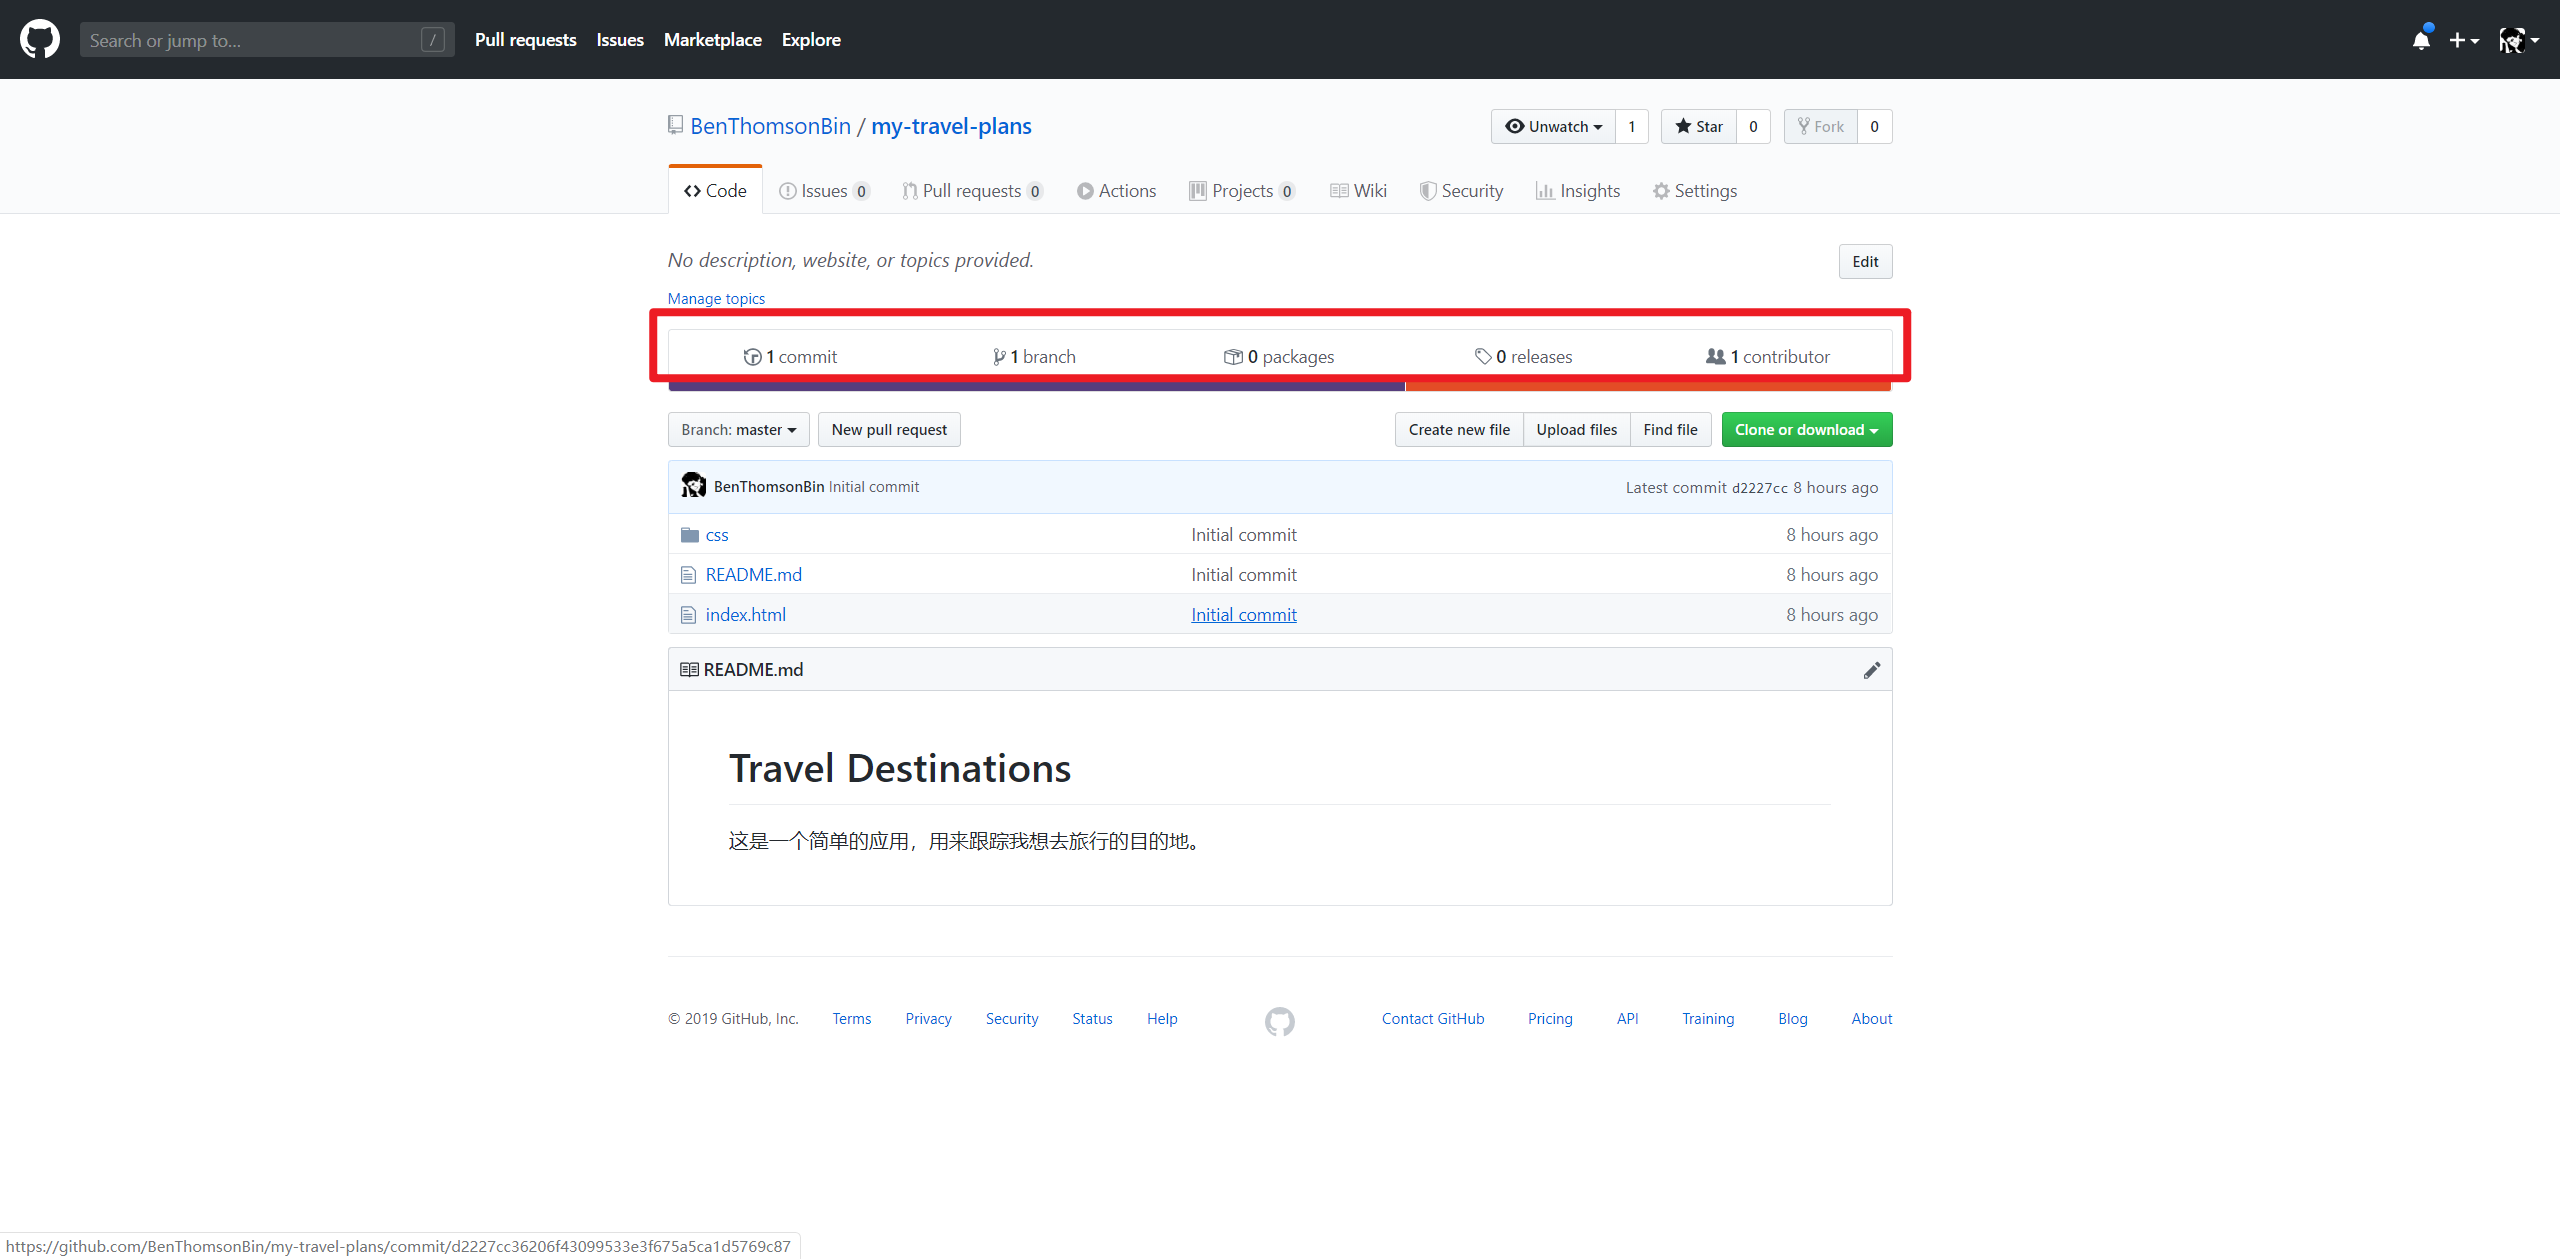 Search or jump to... /
Pull requests Issues Marketplace Explore
BenThomsonBin / my-travel-plans
Unwatch 1 Star 0 Fork 0
Code Issues 0 Pull requests 0 Actions Projects 0 Wiki Security Insights Settings
No description, website, or topics provided.
Edit
Manage topics
1 commit 1 branch 0 packages 0 releases 1 contributor
Branch: master New pull request Create new file Upload files Find file Clone or download
BenThomsonBin Initial commit Latest commit d2227cc 8 hours ago
css Initial commit 8 hours ago
README.md Initial commit 8 hours ago
index.html Initial commit 8 hours ago
README.md
Travel Destinations
这是一个简单的应用，用来跟踪我想去旅行的目的地。
© 2019 GitHub, Inc. Terms Privacy Security Status Help Contact GitHub Pricing API Training Blog About
https://github.com/BenThomsonBin/my-travel-plans/commit/d2227cc36206f43099533e3f675a5ca1d5769c87